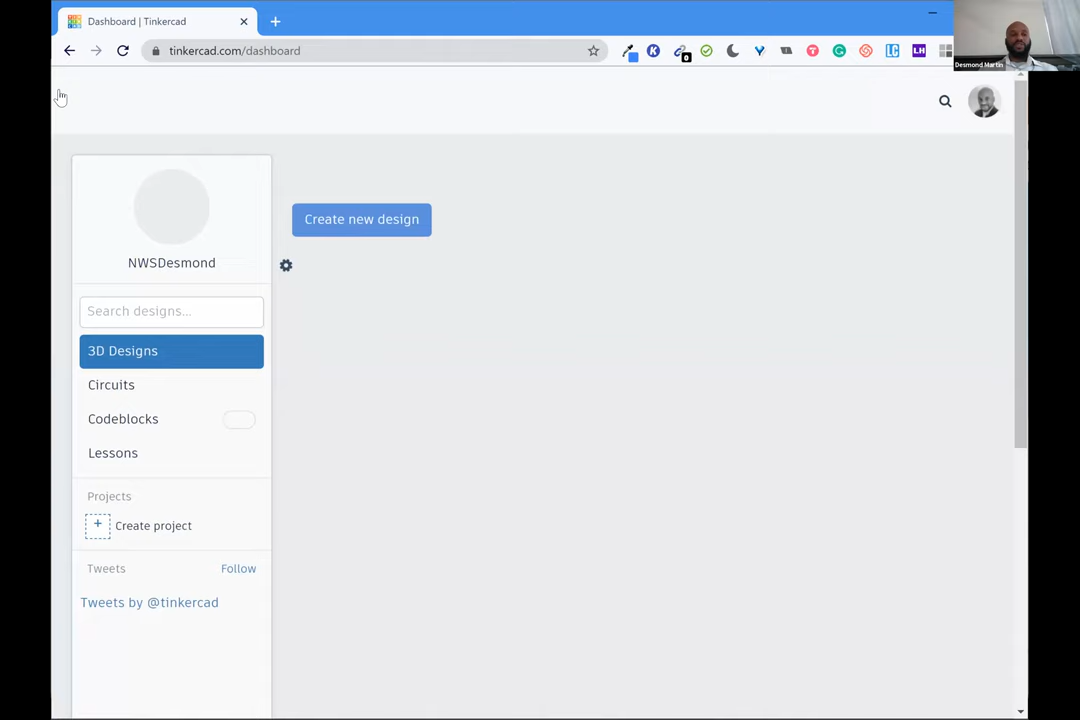 Dashboard | Tinkercad
tinkercad.com/dashboard
Desmond Martin
NWSDesmond
Create new design
Search designs...
3D Designs
Circuits
Codeblocks
Lessons
Projects
+ Create project
Tweets Follow
Tweets by @tinkercad